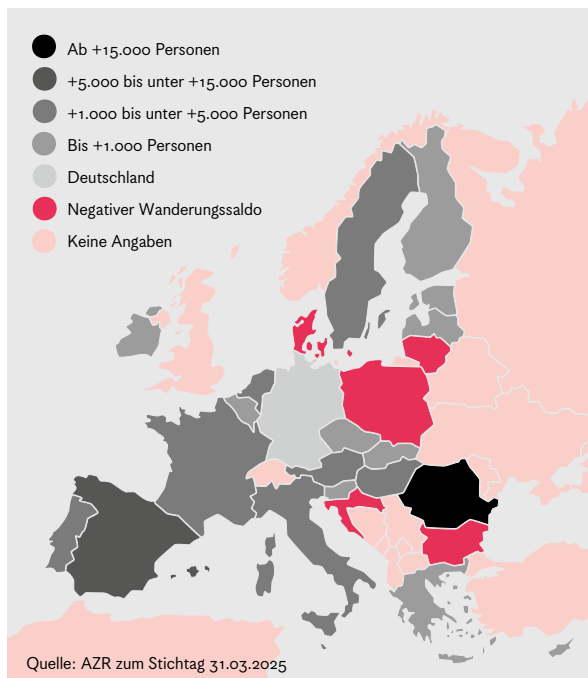 Ab +15.000 Personen
+5.000 bis unter +15.000 Personen
+1.000 bis unter +5.000 Personen
Bis +1.000 Personen
Deutschland
Negativer Wanderungssaldo
Keine Angaben
Quelle: AZR zum Stichtag 31.03.2025